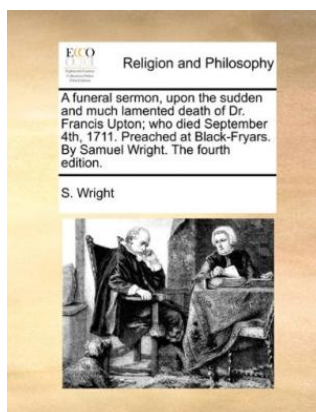 ECCO
Religion and Philosophy
A funeral sermon, upon the sudden
and much lamented death of Dr.
Francis Upton; who died September
4th, 1711. Preached at Black-Fryars.
By Samuel Wright. The fourth
edition.
S. Wright